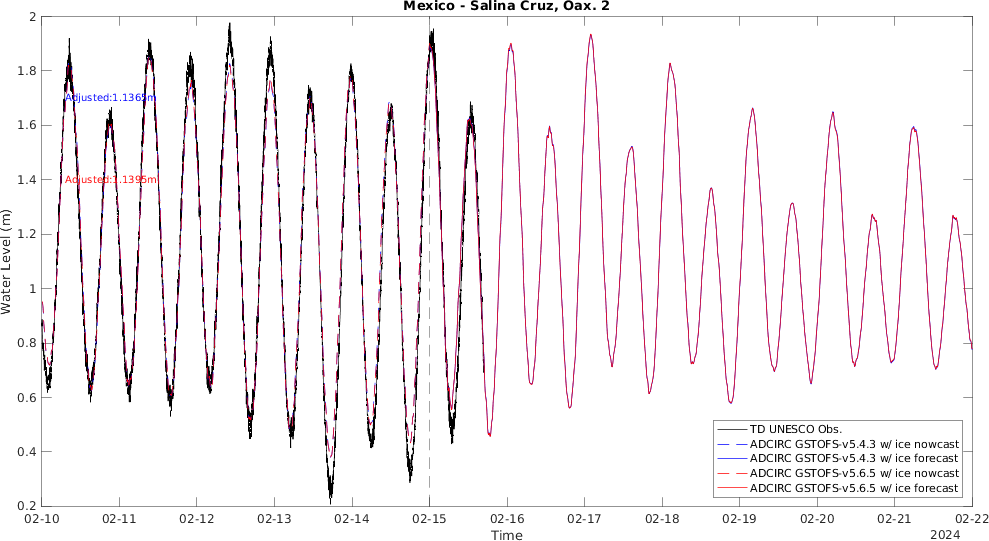 Mexico - Salina Cruz, Oax. 2
2
1.8
1.6
1.4
1.2
1
0.8
0.6
0.4
0.2
Water Level (m)
Adjusted:1.1365m
Adjusted:1.1395m
TD UNESCO Obs.
ADCIRC GSTOFS-v5.4.3 w/ ice nowcast
ADCIRC GSTOFS-v5.4.3 w/ ice forecast
ADCIRC GSTOFS-v5.6.5 w/ ice nowcast
ADCIRC GSTOFS-v5.6.5 w/ ice forecast
02-10 02-11 02-12 02-13 02-14 02-15 02-16 02-17 02-18 02-19 02-20 02-21 02-22
Time
2024